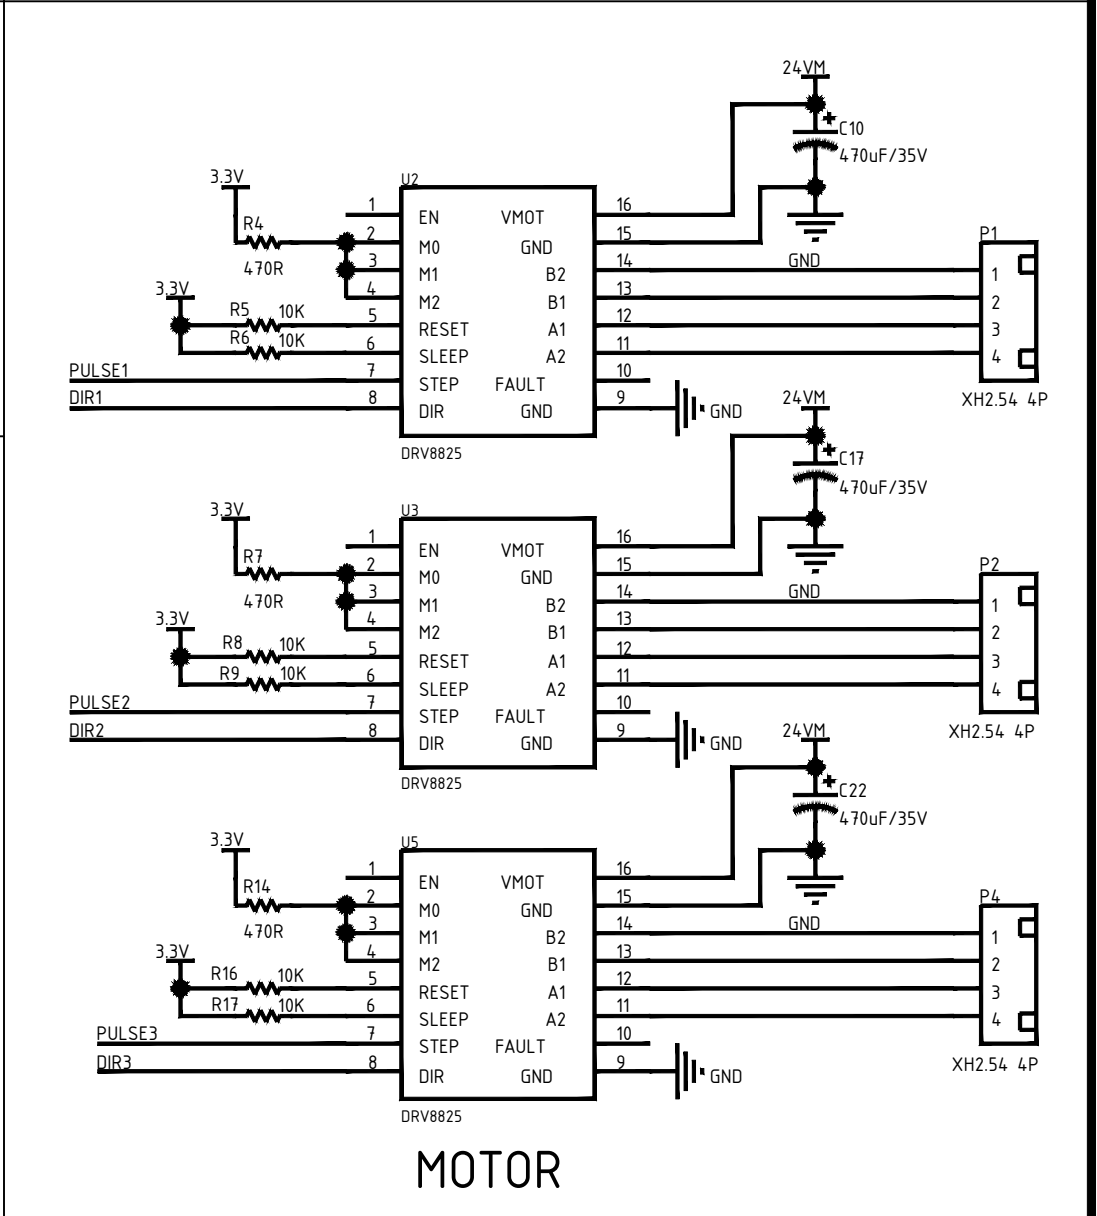 24VM
C10
470uF/35V
3.3V
U2
1 EN VMOT 16
R4
2 M0 GND 15
P1
470R
3 M1 B2 14 GND 1
3.3V
4 M2 B1 13 2
R5 10K 5 RESET A1 12 3
R6 10K 6 SLEEP A2 11 4
PULSE1 7 STEP FAULT 10
DIR1 8 DIR GND 9 GND
XH2.54 4P
24VM
DRV8825
C17
470uF/35V
3.3V
U3
1 EN VMOT 16
R7
2 M0 GND 15
P2
470R
3 M1 B2 14 GND 1
3.3V
4 M2 B1 13 2
R8 10K 5 RESET A1 12 3
R9 10K 6 SLEEP A2 11 4
PULSE2 7 STEP FAULT 10
DIR2 8 DIR GND 9 GND
XH2.54 4P
24VM
DRV8825
C22
470uF/35V
3.3V
U5
1 EN VMOT 16
R14
2 M0 GND 15
P4
470R
3 M1 B2 14 GND 1
3.3V
4 M2 B1 13 2
R16 10K 5 RESET A1 12 3
R17 10K 6 SLEEP A2 11 4
PULSE3 7 STEP FAULT 10
DIR3 8 DIR GND 9 GND
XH2.54 4P
DRV8825
MOTOR